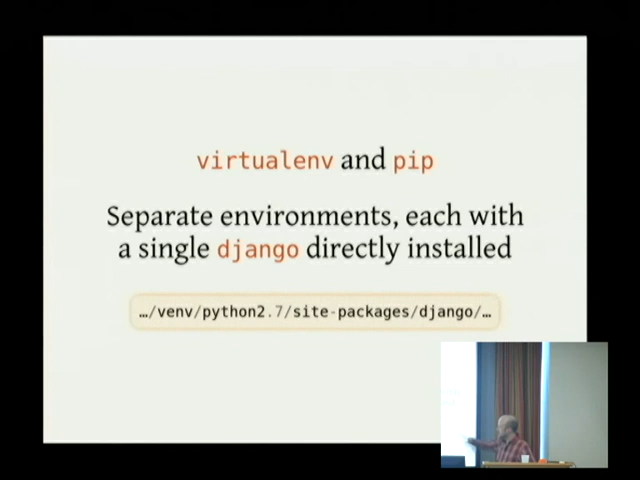 virtualenv and pip
Separate environments, each with
a single django directly installed
…/venv/python2.7/site-packages/django/…